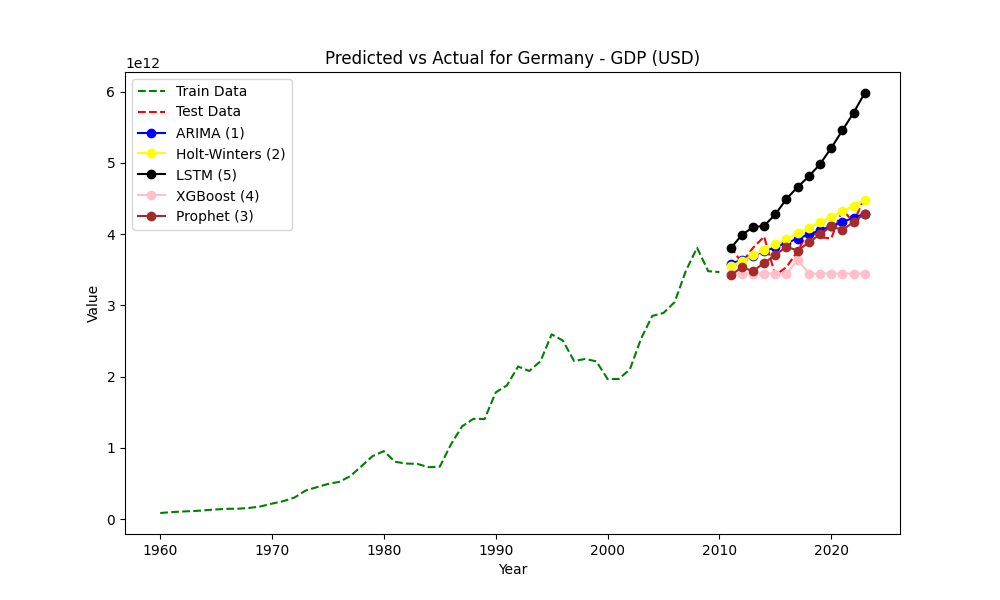 Predicted vs Actual for Germany - GDP (USD)
1e12
Train Data
Test Data
ARIMA (1)
Holt-Winters (2)
LSTM (5)
XGBoost (4)
Prophet (3)
6
5
4
3
2
1
0
Value
1960 1970 1980 1990 2000 2010 2020
Year